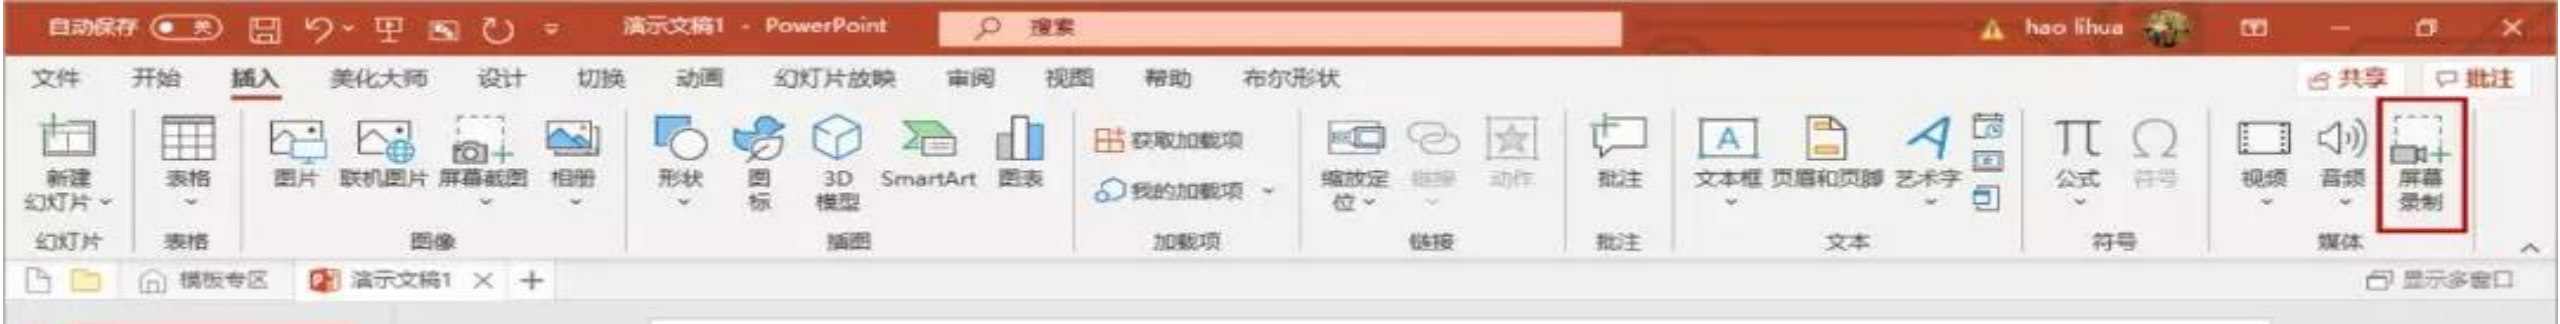 自动保存 关 演示文稿1 - PowerPoint 搜索 hao lihua
文件 开始 插入 美化大师 设计 切换 动画 幻灯片放映 审阅 视图 帮助 布尔形状 共享 批注
新建 幻灯片 表格 图片 联机图片 屏幕截图 相册 形状 图标 3D 模型 SmartArt 图表 获取加载项 我的加载项 缩放定位 链接 动作 批注 文本框 页眉和页脚 艺术字 公式 符号 视频 音频 屏幕 录制
幻灯片 表格 图像 插图 加载项 链接 批注 文本 符号 媒体
模板专区 演示文稿1 显示多窗口